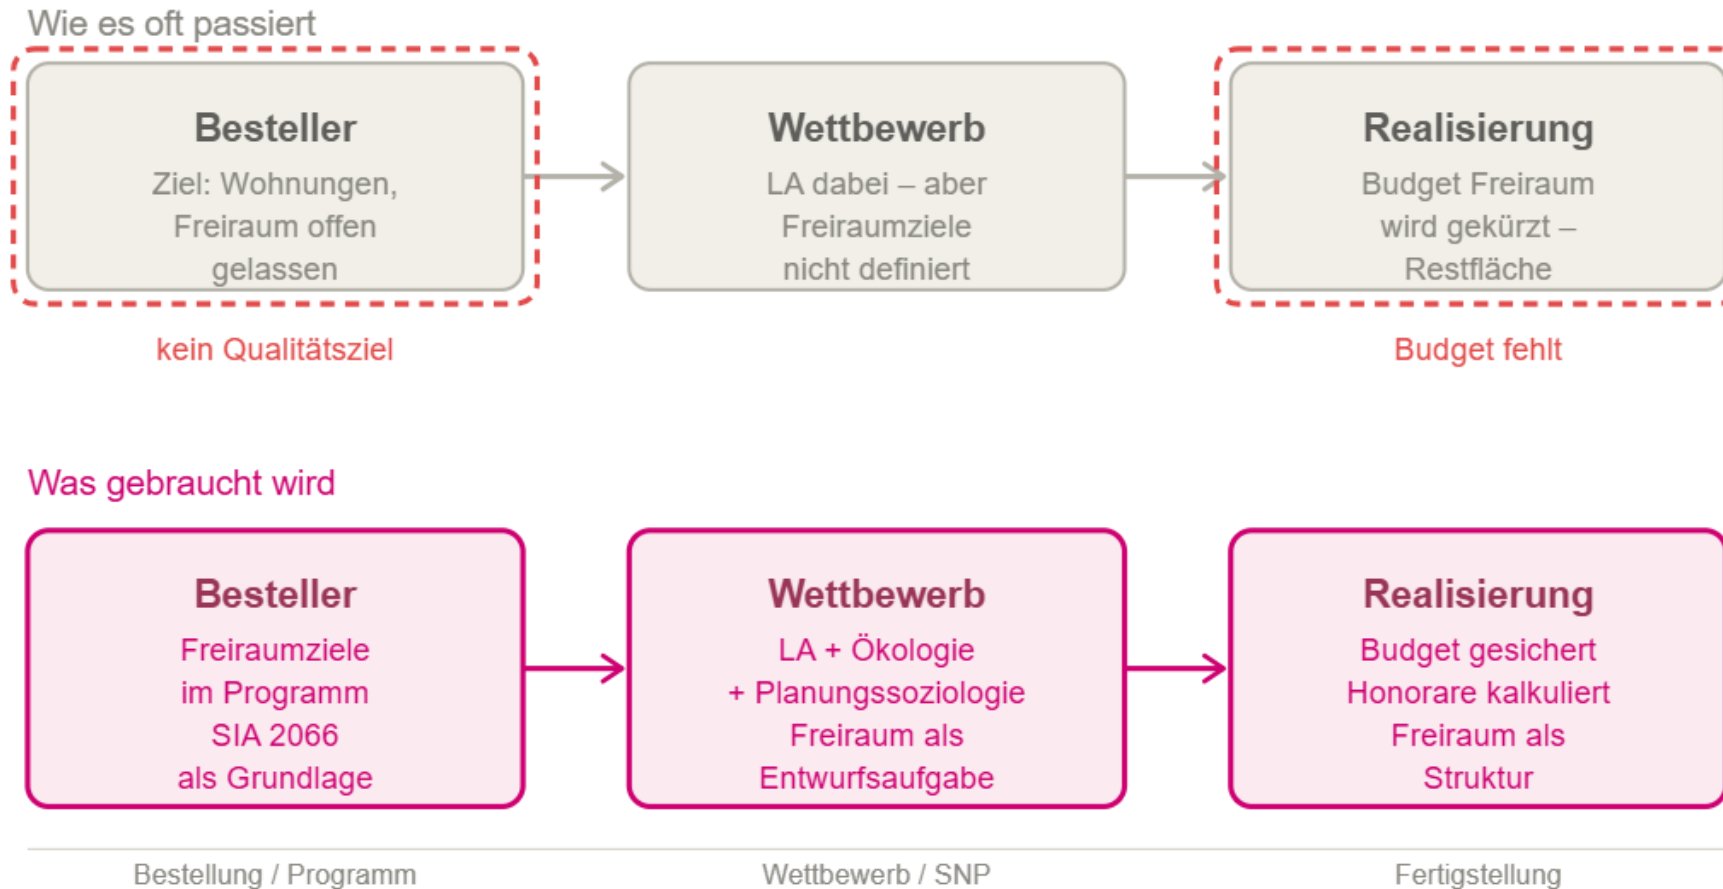 Wie es oft passiert
Besteller
Ziel: Wohnungen,
Freiraum offen
gelassen
Wettbewerb
LA dabei – aber
Freiraumziele
nicht definiert
Realisierung
Budget Freiraum
wird gekürzt –
Restfläche
kein Qualitätsziel
Budget fehlt
Was gebraucht wird
Besteller
Freiraumziele
im Programm
SIA 2066
als Grundlage
Wettbewerb
LA + Ökologie
+ Planungssoziologie
Freiraum als
Entwurfsaufgabe
Realisierung
Budget gesichert
Honorare kalkuliert
Freiraum als
Struktur
Bestellung / Programm
Wettbewerb / SNP
Fertigstellung